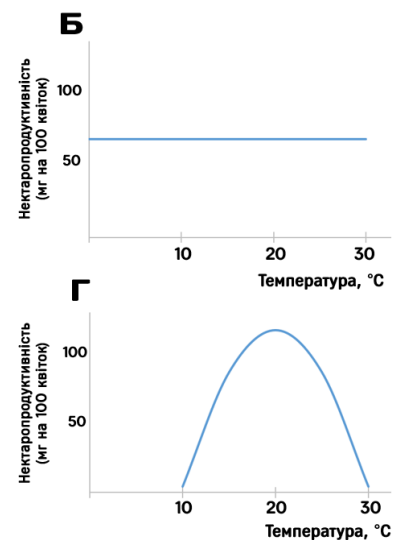 Б
Нектаропродуктивність
(мг на 100 квіток)
100
50
10 20 30
Температура, °C
Г
Нектаропродуктивність
(мг на 100 квіток)
100
50
10 20 30
Температура, °C